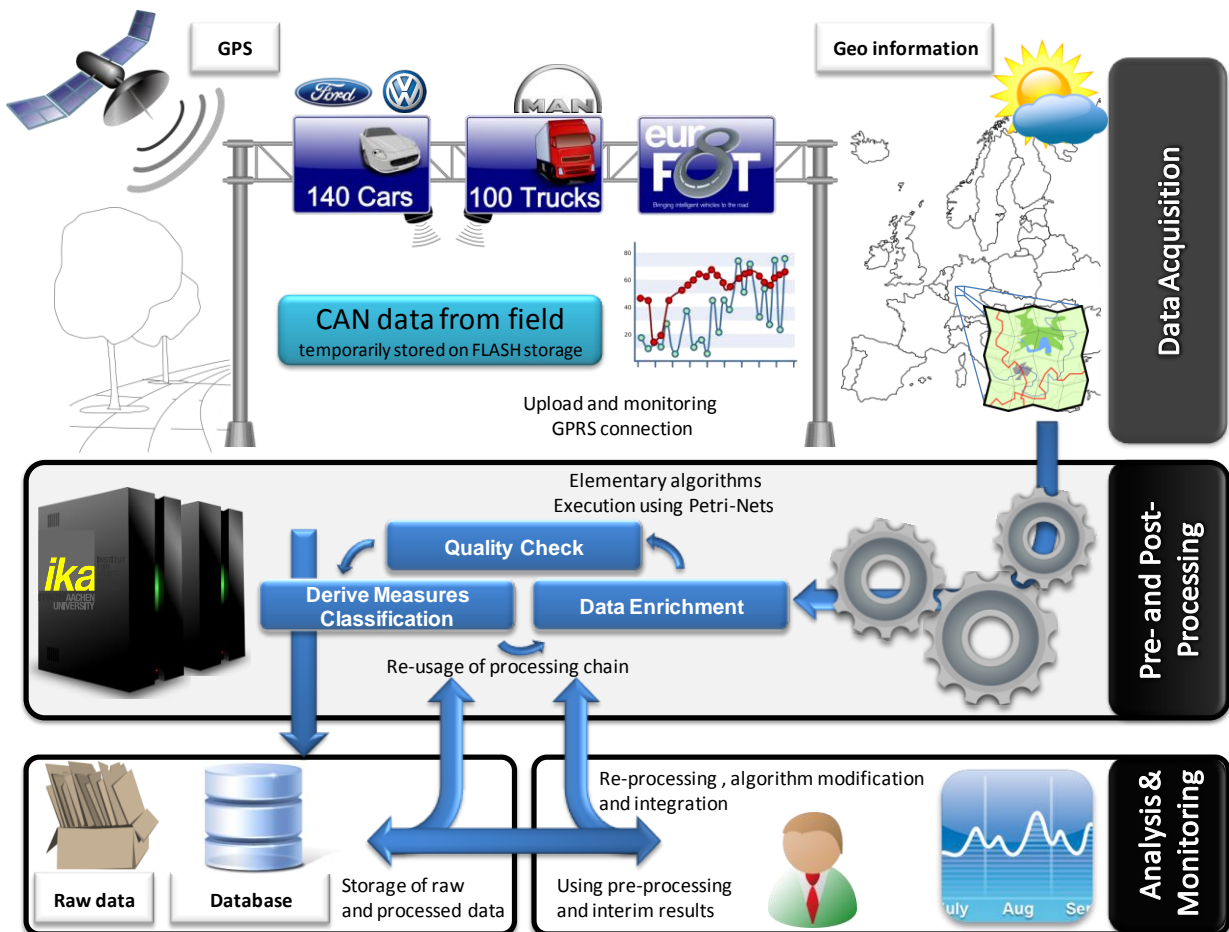 GPS
Geo information
Ford
MAN
140 Cars
100 Trucks
eur
FOT
Bringing intelligent vehicles to the road
80
60
40
20
CAN data from field
temporarily stored on FLASH storage
Upload and monitoring
GPRS connection
Data Acquisition
Elementary algorithms
Execution using Petri-Nets
Quality Check
Derive Measures
Classification
Data Enrichment
Re-usage of processing chain
ika
AACHEN
UNIVERSITY
Pre- and Post-
Processing
Re-processing , algorithm modification
and integration
Raw data
Database
Storage of raw
and processed data
Using pre-processing
and interim results
July
Aug
Sep
Analysis &
Monitoring